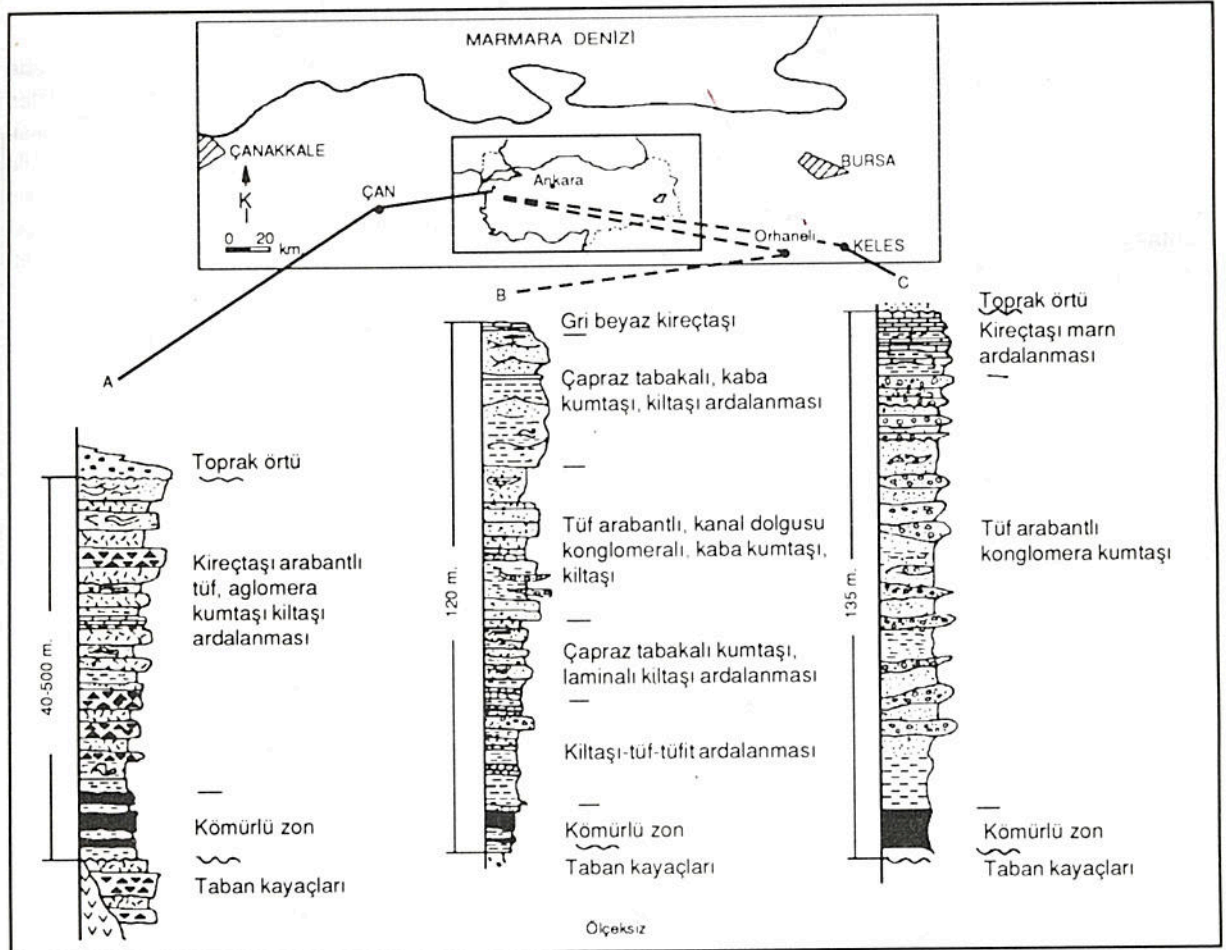 MARMARA DENİZİ
ÇANAKKALE
K
0 20
km
ÇAN
Ankara
BURSA
Orhaneli
KELES
A
B
C
40-500 m.
Toprak örtü
Kireçtaşı arabantlı
tüf, aglomera
kumtaşı kiltaşı
ardalanması
Kömürlü zon
Taban kayaçları
120 m.
Gri beyaz kireçtaşı
Çapraz tabakalı, kaba
kumtaşı, kiltaşı ardalanması
Tüf arabantlı, kanal dolgusu
konglomeralı, kaba kumtaşı,
kiltaşı
Çapraz tabakalı kumtaşı,
laminalı kiltaşı ardalanması
Kiltaşı-tüf-tüfit ardalanması
Kömürlü zon
Taban kayaçları
135 m.
Toprak örtü
Kireçtaşı marn
ardalanması
Tüf arabantlı
konglomera kumtaşı
Kömürlü zon
Taban kayaçları
Ölçeksiz